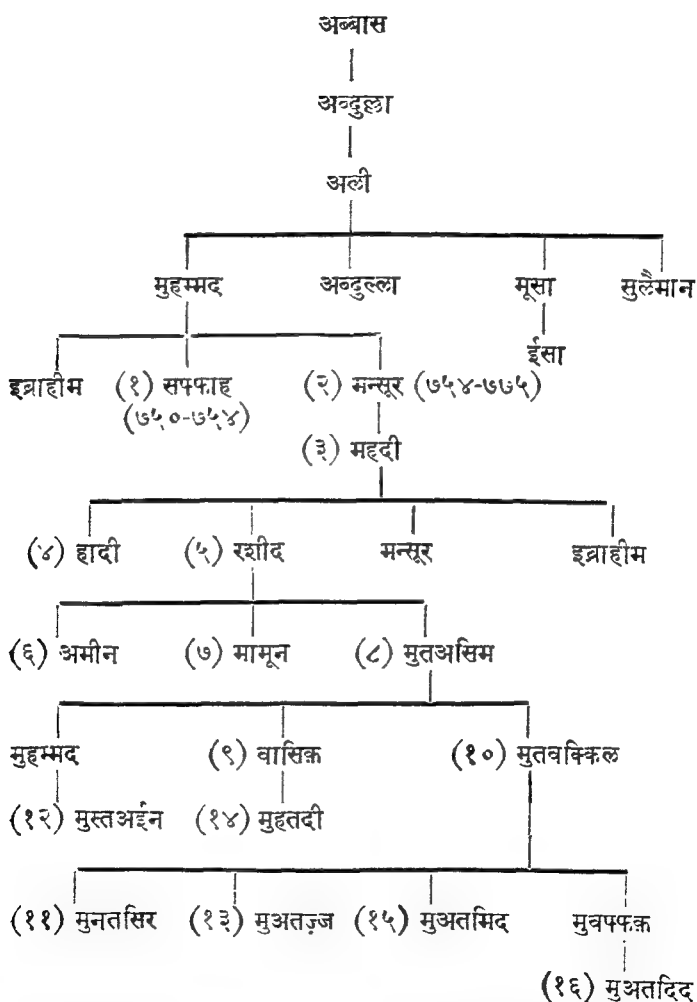 अब्बास
अब्दुल्ला
अली
मुहम्मद अब्दुल्ला मूसा सुलैमान
ईसा
इब्राहीम (१) सफ्फाह (२) मन्सूर (७५४-७७५)
(७५०-७५४)
(३) महदी
(४) हादी (५) रशीद मन्सूर इब्राहीम
(६) अमीन (७) मामून (८) मुतअसिम
मुहम्मद (९) वासिक़ (१०) मुतवक्किल
(१२) मुस्तअईन (१४) मुहतदी
(११) मुनतसिर (१३) मुअतज़्ज (१५) मुअतमिद मुवफ्फ़क़
(१६) मुअतदिद